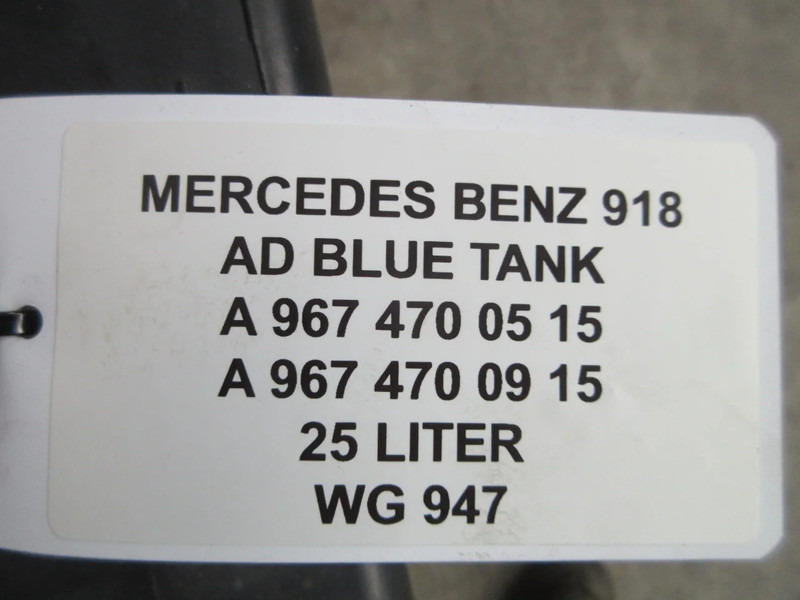 MERCEDES BENZ 918
AD BLUE TANK
A 967 470 05 15
A 967 470 09 15
25 LITER
WG 947